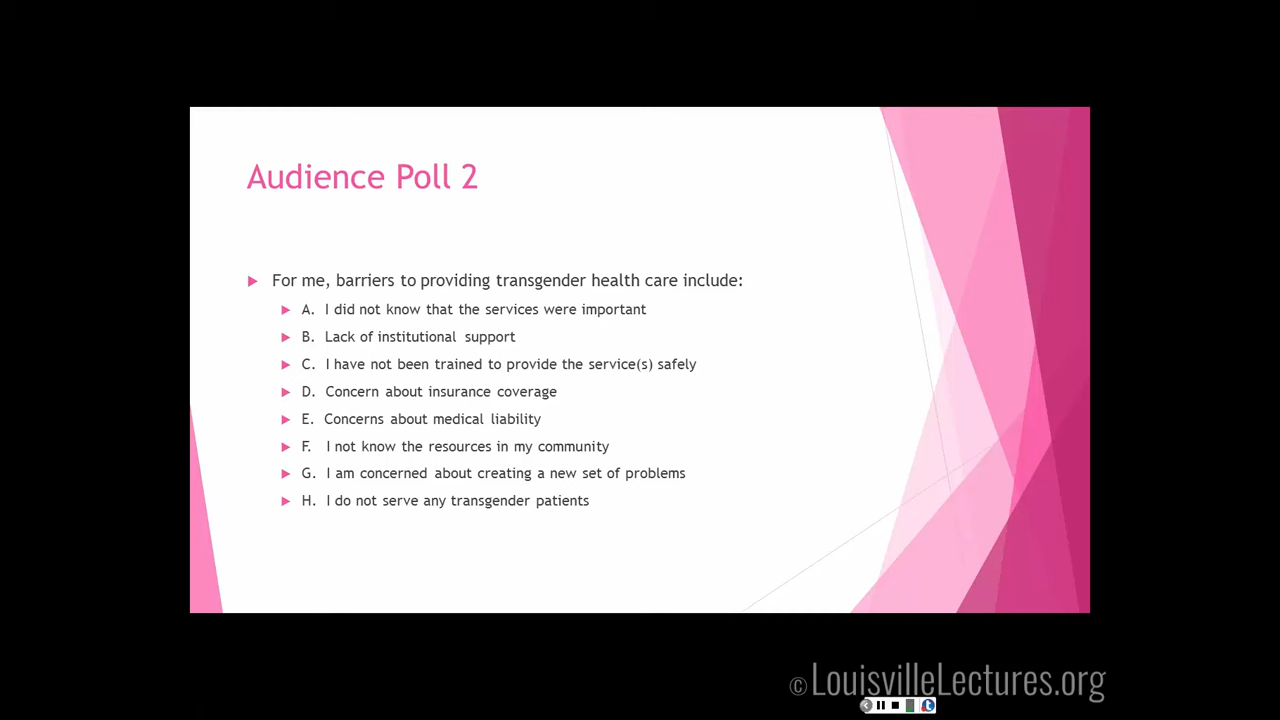 Audience Poll 2
For me, barriers to providing transgender health care include:
A. I did not know that the services were important
B. Lack of institutional support
C. I have not been trained to provide the service(s) safely
D. Concern about insurance coverage
E. Concerns about medical liability
F. I not know the resources in my community
G. I am concerned about creating a new set of problems
H. I do not serve any transgender patients
© LouisvilleLectures.org